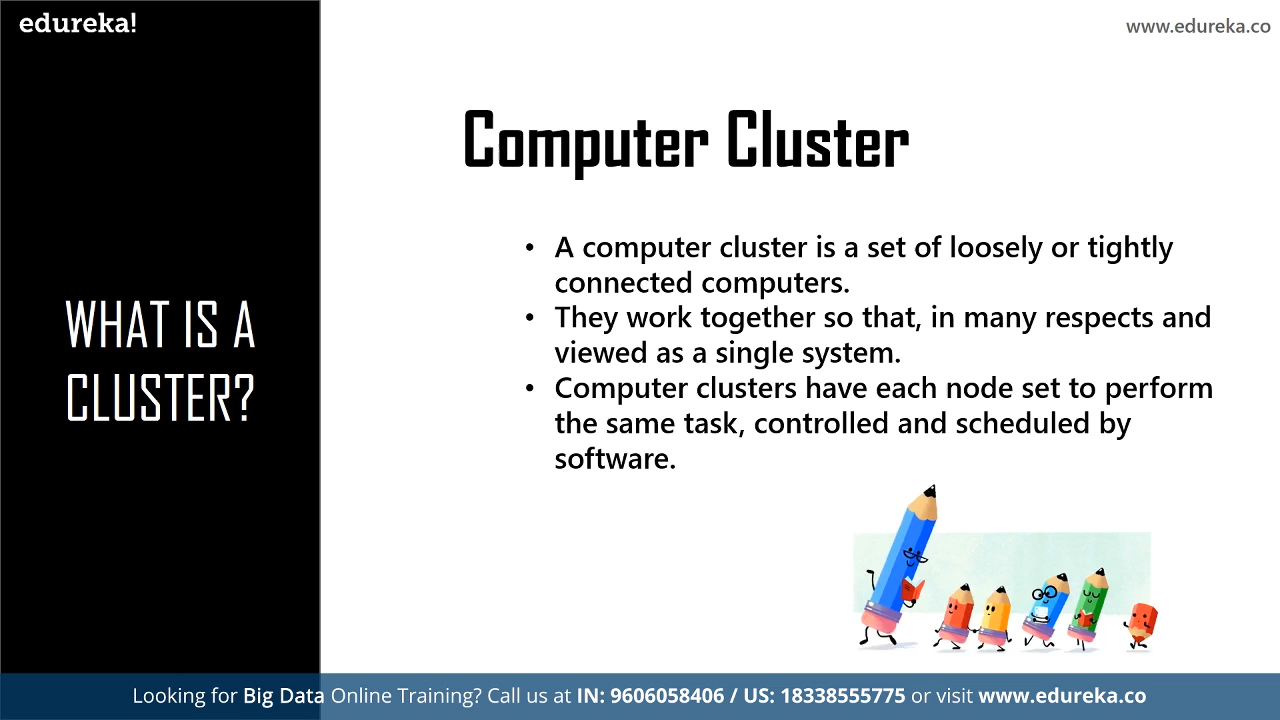 edureka!
www.edureka.co
Computer Cluster
WHAT IS A
CLUSTER?
• A computer cluster is a set of loosely or tightly
connected computers.
• They work together so that, in many respects and
viewed as a single system.
• Computer clusters have each node set to perform
the same task, controlled and scheduled by
software.
Looking for Big Data Online Training? Call us at IN: 9606058406 / US: 18338555775 or visit www.edureka.co